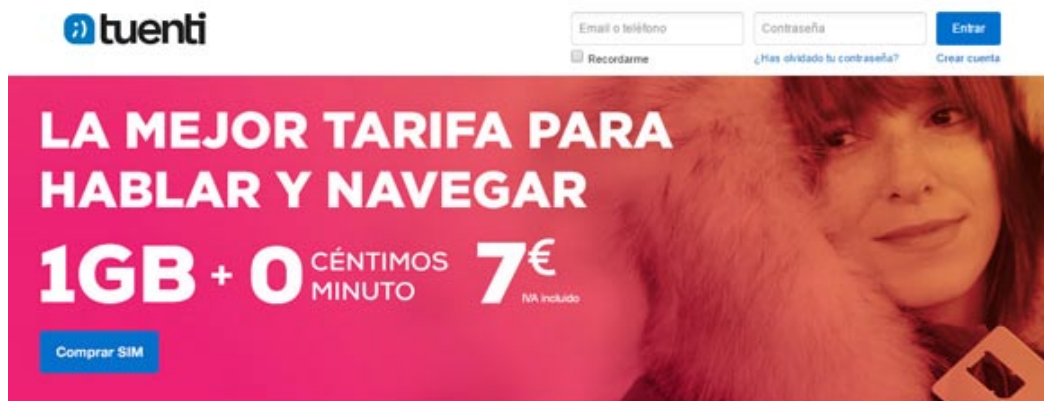 tuenti
Email o teléfono
Contraseña
Entrar
Recordarme
¿Has olvidado tu contraseña?
Crear cuenta
LA MEJOR TARIFA PARA
HABLAR Y NAVEGAR
1GB + 0 CÉNTIMOS MINUTO 7€
IVA incluido
Comprar SIM